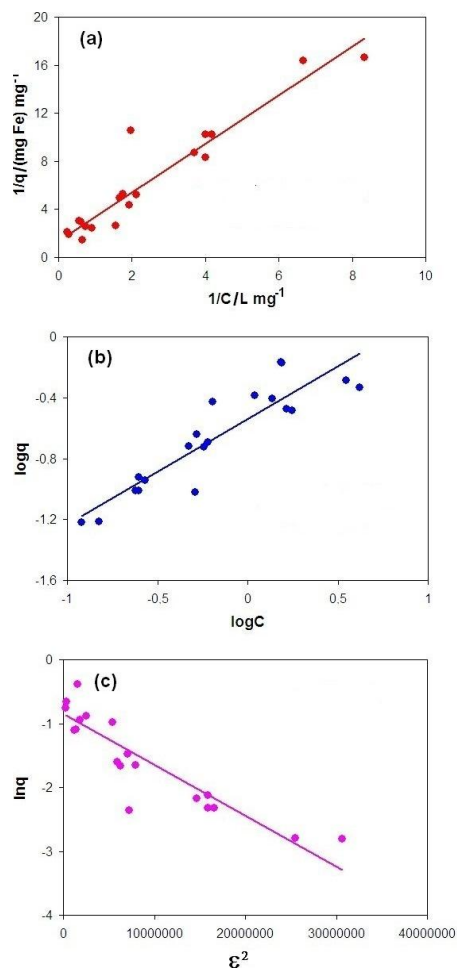 (a)
20
16
12
8
4
0
0 2 4 6 8 10
1/q/(mg Fe) mg⁻¹
1/C/L mg⁻¹
(b)
0
-0.4
-0.8
-1.2
-1.6
-1 -0.5 0 0.5 1
logq
logC
(c)
0
-1
-2
-3
-4
0 10000000 20000000 30000000 40000000
lnq
ε²